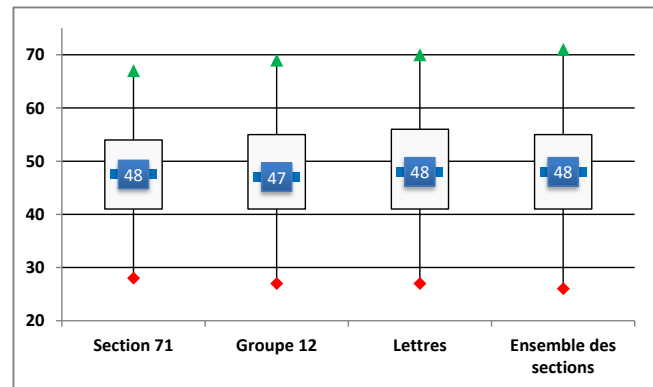 70
60
50
40
30
20
48
47
48
48
Section 71
Groupe 12
Lettres
Ensemble des
sections